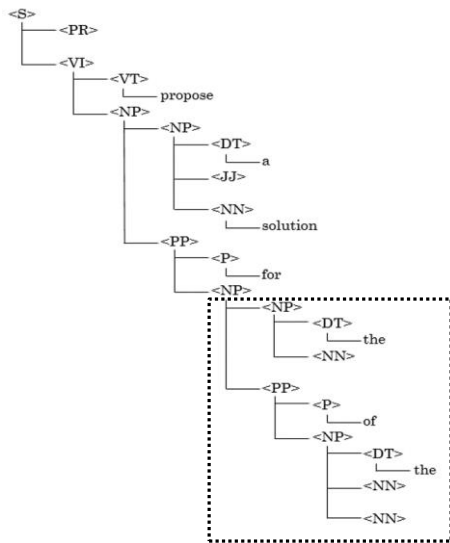 <S>
<PR>
<VI>
<VT>
propose
<NP>
<NP>
<DT>
a
<JJ>
<NN>
solution
<PP>
<P>
for
<NP>
<NP>
<DT>
the
<NN>
<PP>
<P>
of
<NP>
<DT>
the
<NN>
<NN>